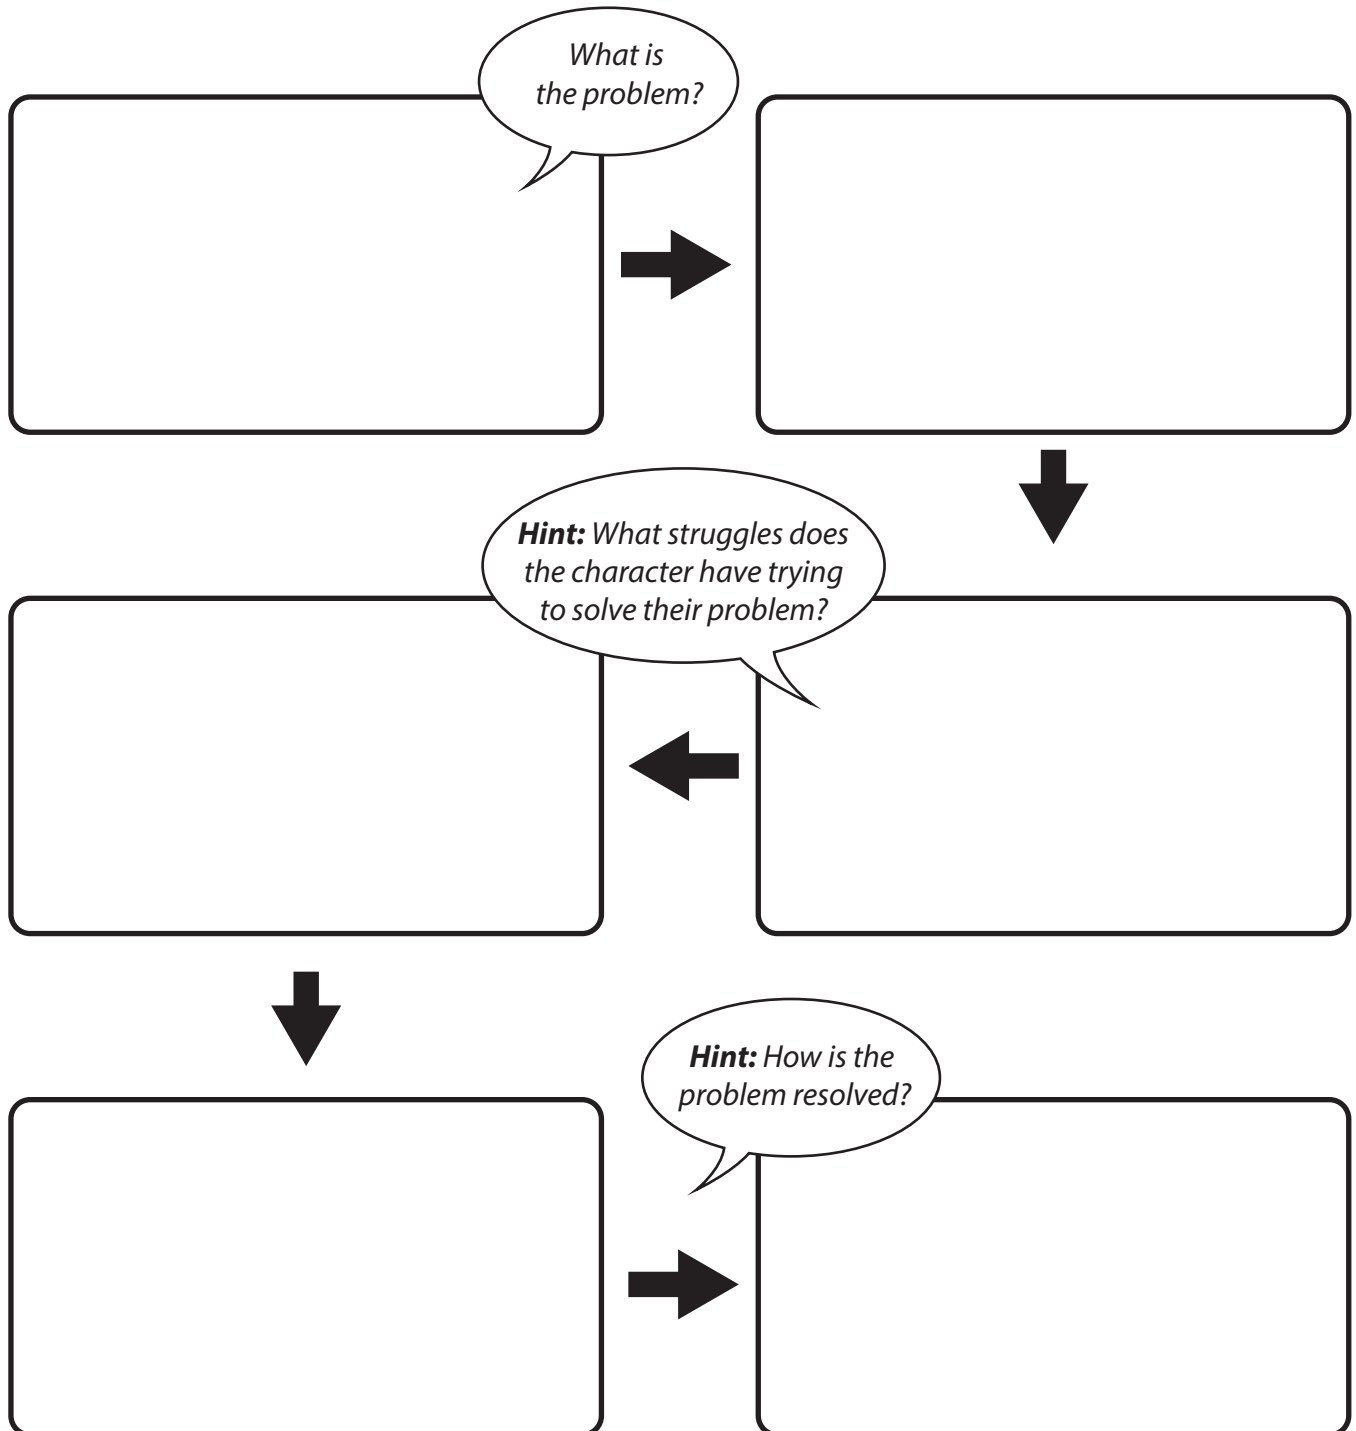 What is
the problem?
Hint: What struggles does
the character have trying
to solve their problem?
Hint: How is the
problem resolved?